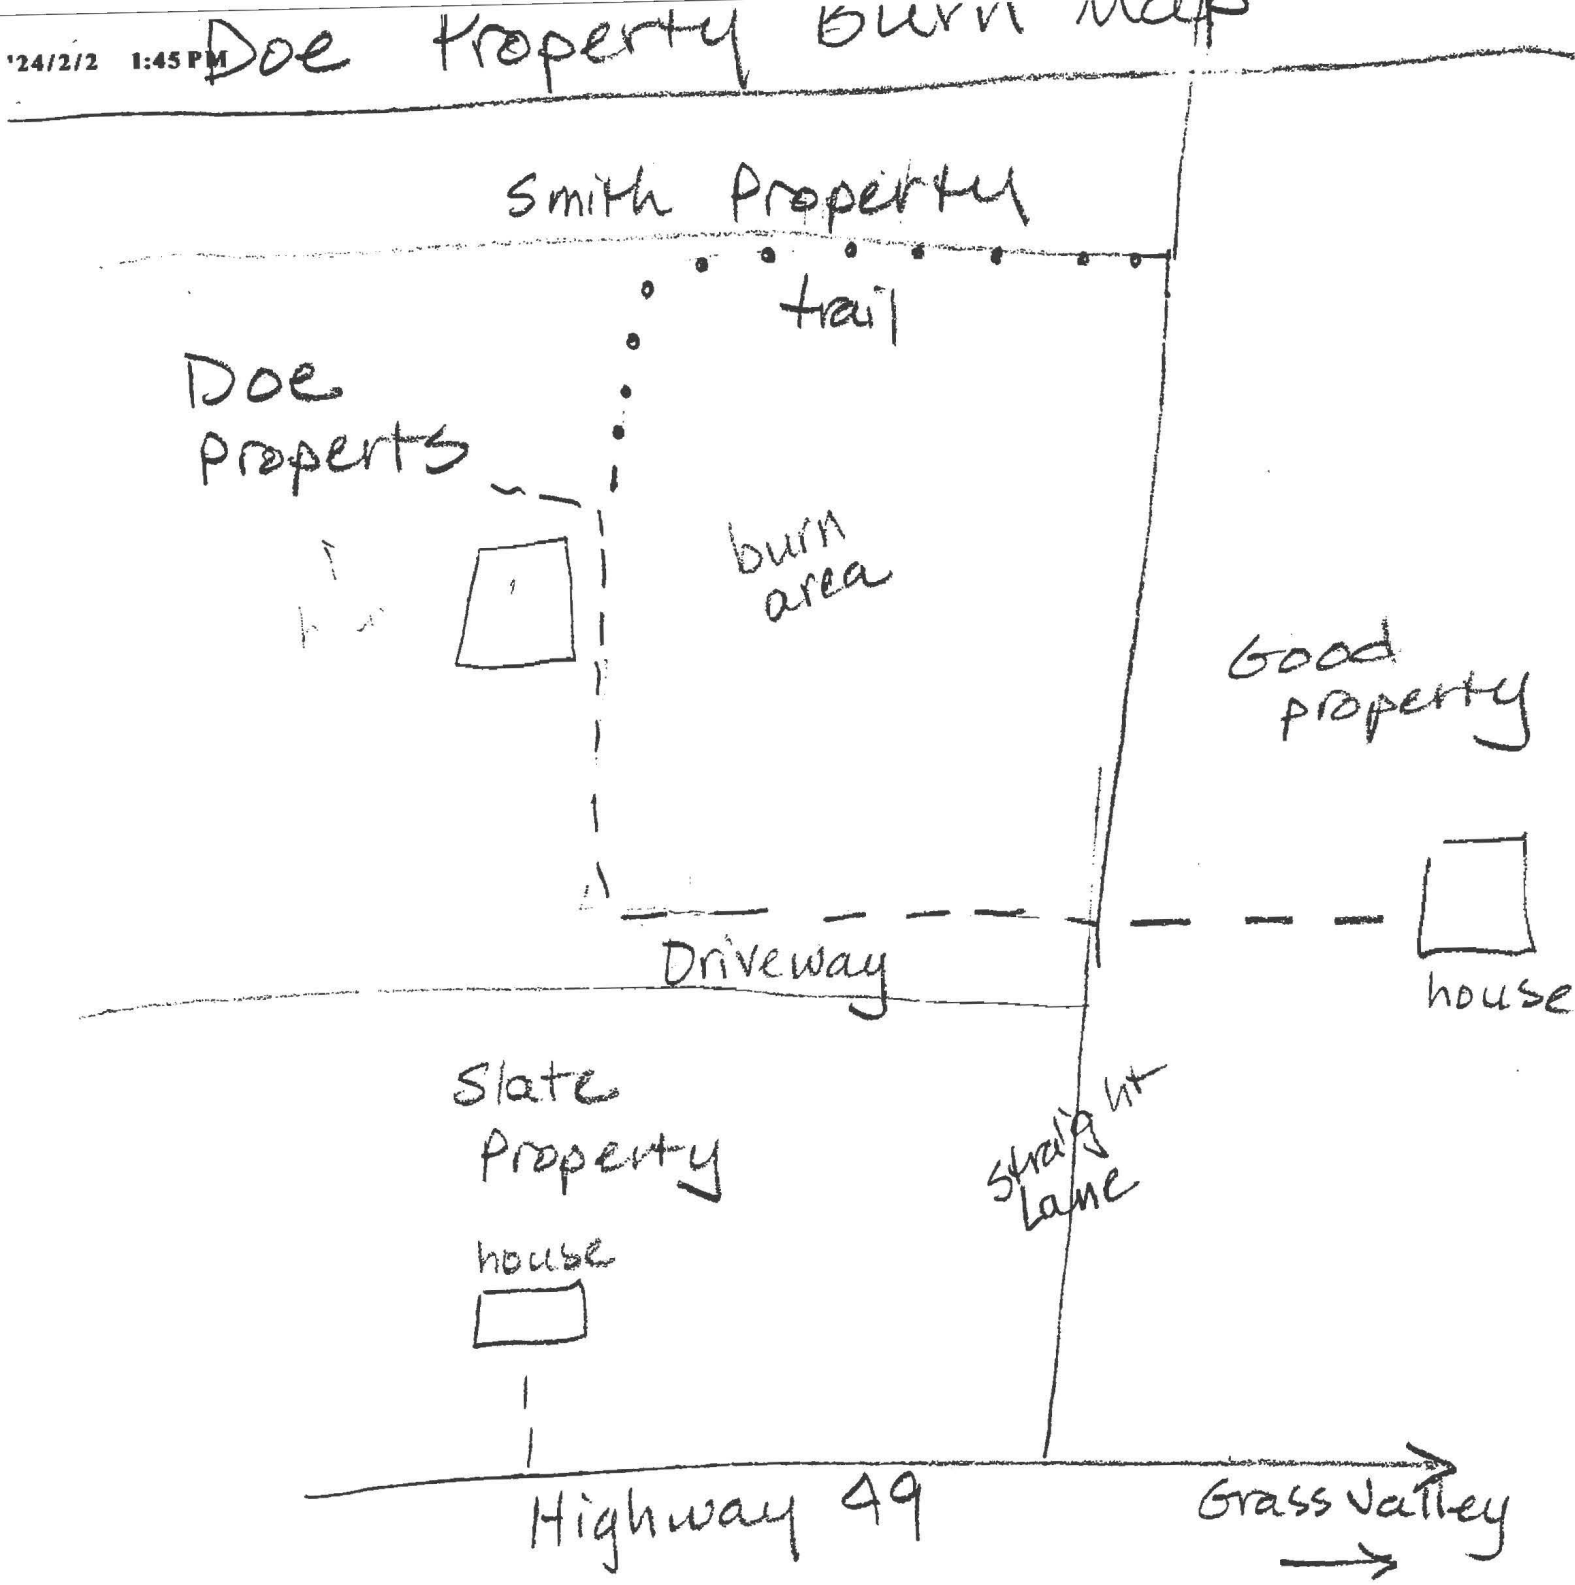 '24/2/2 1:45 PM
Doe Property Burn Map
Smith Property
trail
Doe
Property
burn
area
Good
property
Driveway
house
Slate
Property
straight
Lane
house
Highway 49
Grass Valley